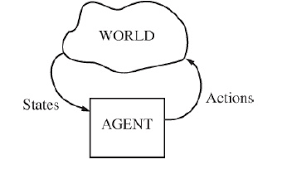 WORLD
States
Actions
AGENT